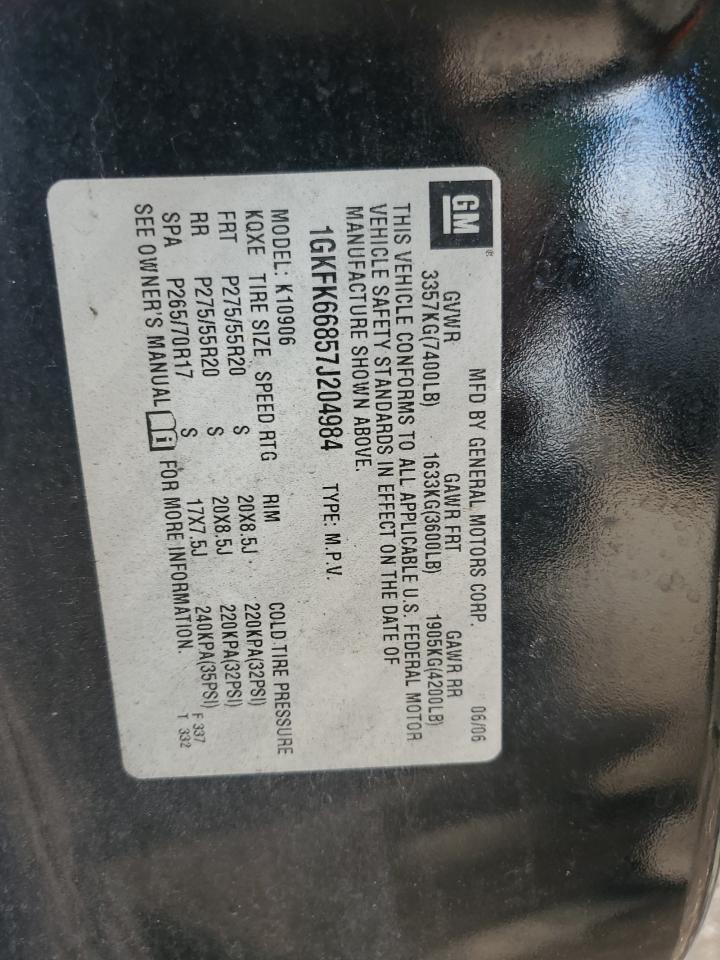 GM®
MFD BY GENERAL MOTORS CORP. 06/06
GVWR GAWR FRT GAWR RR
3357KG(7400LB) 1633KG(3600LB) 1905KG(4200LB)
THIS VEHICLE CONFORMS TO ALL APPLICABLE U.S. FEDERAL MOTOR
VEHICLE SAFETY STANDARDS IN EFFECT ON THE DATE OF
MANUFACTURE SHOWN ABOVE.
1GKFK66857J204984 TYPE: M.P.V.
MODEL: K10906
KQXE TIRE SIZE SPEED RTG RIM COLD TIRE PRESSURE
FRT P275/55R20 S 20X8.5J 220KPA(32PSI)
RR P275/55R20 S 20X8.5J 220KPA(32PSI)
SPA P265/70R17 S 17X7.5J 240KPA(35PSI)
SEE OWNER'S MANUAL i FOR MORE INFORMATION.
F 337
T 332